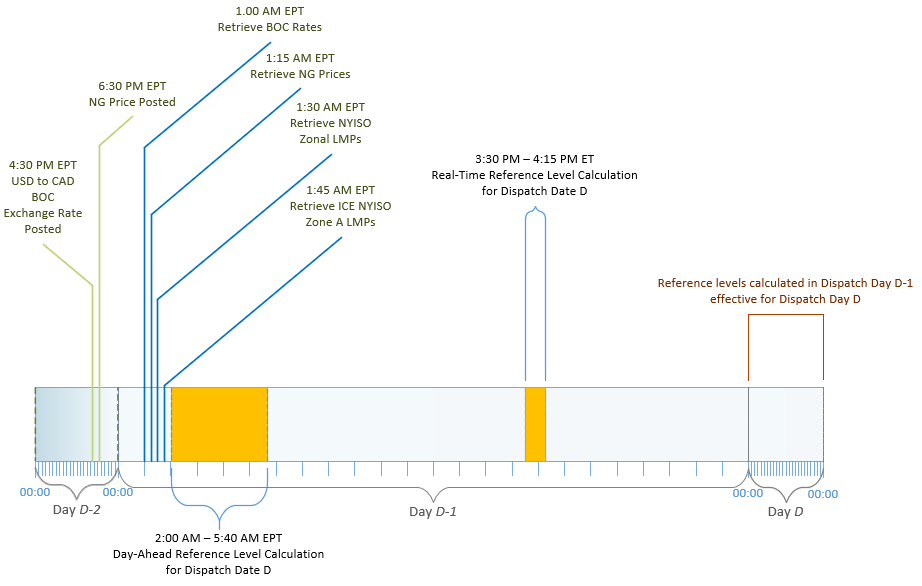 1.00 AM EPT
Retrieve BOC Rates
1:15 AM EPT
Retrieve NG Prices
6:30 PM EPT
NG Price Posted
1:30 AM EPT
Retrieve NYISO
Zonal LMPs
4:30 PM EPT
USD to CAD
BOC
Exchange Rate
Posted
1:45 AM EPT
Retrieve ICE NYISO
Zone A LMPs
3:30 PM – 4:15 PM ET
Real-Time Reference Level Calculation
for Dispatch Date D
Reference levels calculated in Dispatch Day D-1
effective for Dispatch Day D
00:00
00:00
00:00
00:00
Day D-2
Day D-1
Day D
2:00 AM – 5:40 AM EPT
Day-Ahead Reference Level Calculation
for Dispatch Date D